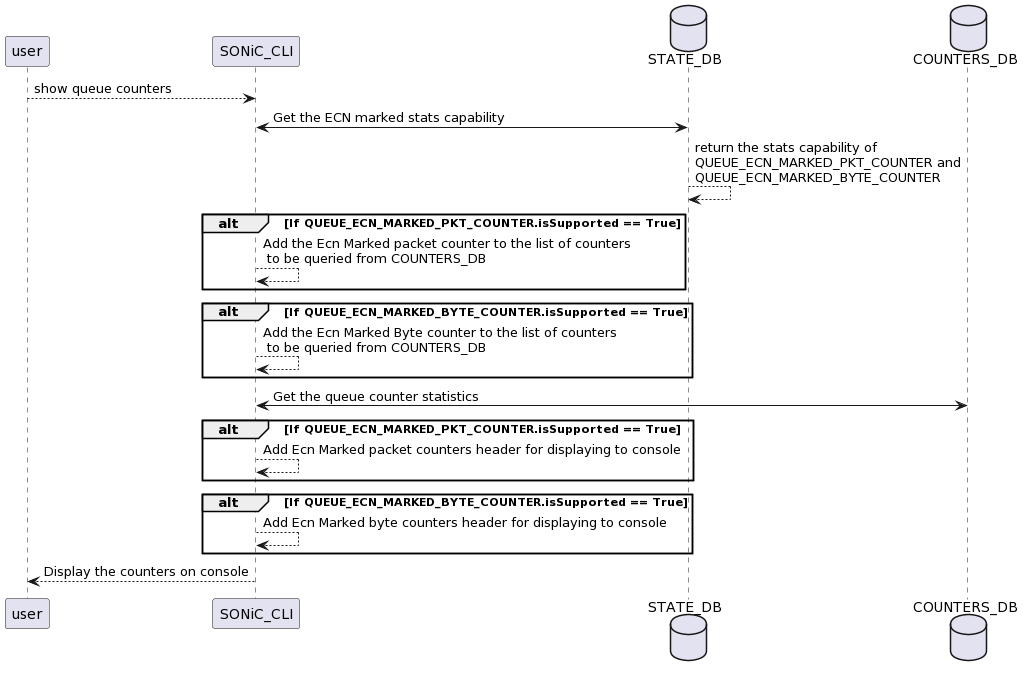 user
SONiC_CLI
STATE_DB
COUNTERS_DB
show queue counters
Get the ECN marked stats capability
return the stats capability of
QUEUE_ECN_MARKED_PKT_COUNTER and
QUEUE_ECN_MARKED_BYTE_COUNTER
alt [If QUEUE_ECN_MARKED_PKT_COUNTER.isSupported == True]
Add the Ecn Marked packet counter to the list of counters
to be queried from COUNTERS_DB
alt [If QUEUE_ECN_MARKED_BYTE_COUNTER.isSupported == True]
Add the Ecn Marked Byte counter to the list of counters
to be queried from COUNTERS_DB
Get the queue counter statistics
alt [If QUEUE_ECN_MARKED_PKT_COUNTER.isSupported == True]
Add Ecn Marked packet counters header for displaying to console
alt [If QUEUE_ECN_MARKED_BYTE_COUNTER.isSupported == True]
Add Ecn Marked byte counters header for displaying to console
Display the counters on console
user
SONiC_CLI
STATE_DB
COUNTERS_DB